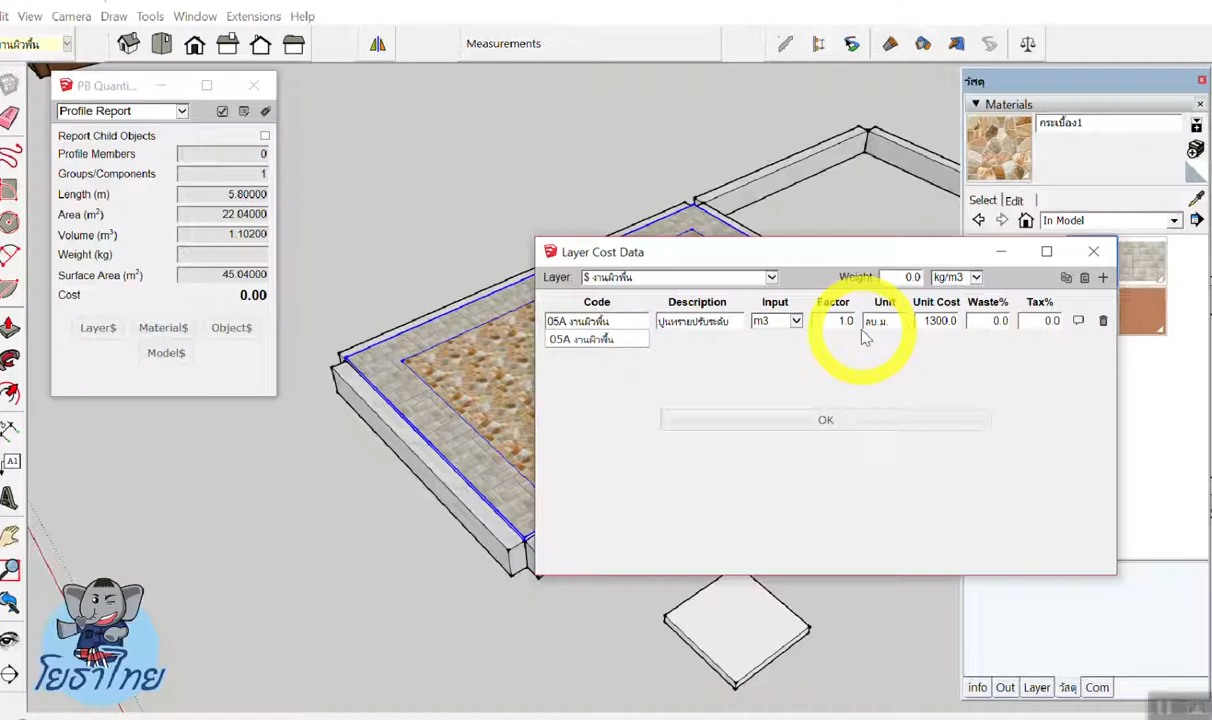 it View Camera Draw Tools Window Extensions Help
านผิวพื้น
Measurements
PB Quanti...
Profile Report
Report Child Objects
Profile Members 0
Groups/Components 1
Length (m) 5.80000
Area (m²) 22.04000
Volume (m³) 1.10200
Weight (kg)
Surface Area (m²) 45.04000
Cost 0.00
Layer$ Material$ Object$
Model$
วัสดุ
Materials
กระเบื้อง1
Select Edit
In Model
Layer Cost Data
Layer: $ งานผิวพื้น Weight 0.0 kg/m3
Code Description Input Factor Unit Unit Cost Waste% Tax%
05A งานผิวพื้น ปูนทรายปรับระดับ m3 1.0 ลบ.ม. 1300.0 0.0 0.0
05A งานผิวพื้น
OK
A1
โยธาไทย
info Out Layer วัสดุ Com